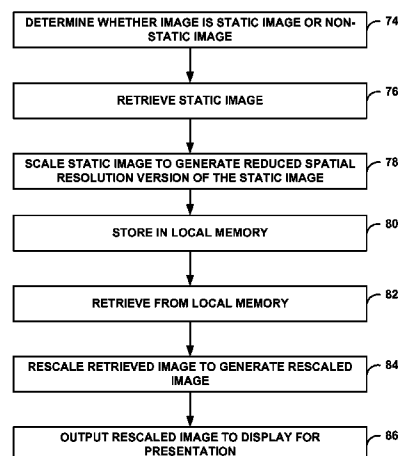 DETERMINE WHETHER IMAGE IS STATIC IMAGE OR NON-
STATIC IMAGE
74
RETRIEVE STATIC IMAGE
76
SCALE STATIC IMAGE TO GENERATE REDUCED SPATIAL
RESOLUTION VERSION OF THE STATIC IMAGE
78
STORE IN LOCAL MEMORY
80
RETRIEVE FROM LOCAL MEMORY
82
RESCALE RETRIEVED IMAGE TO GENERATE RESCALED
IMAGE
84
OUTPUT RESCALED IMAGE TO DISPLAY FOR
PRESENTATION
86